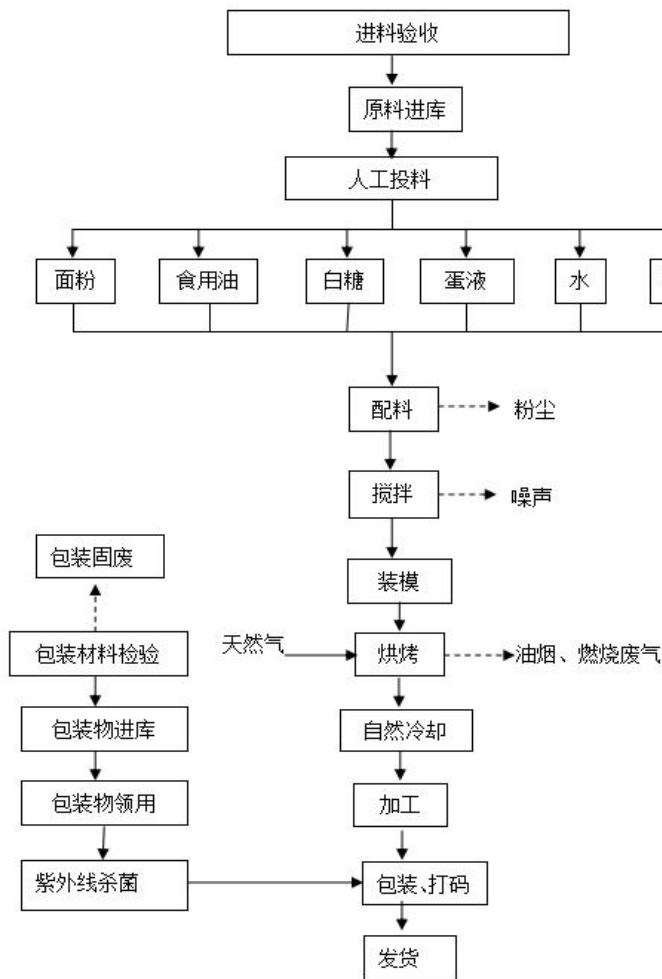 进料验收
原料进库
人工投料
面粉
食用油
白糖
蛋液
水
配料
粉尘
搅拌
噪声
包装固废
装模
天然气
包装材料检验
烘烤
油烟、燃烧废气
包装物进库
自然冷却
包装物领用
加工
紫外线杀菌
包装、打码
发货